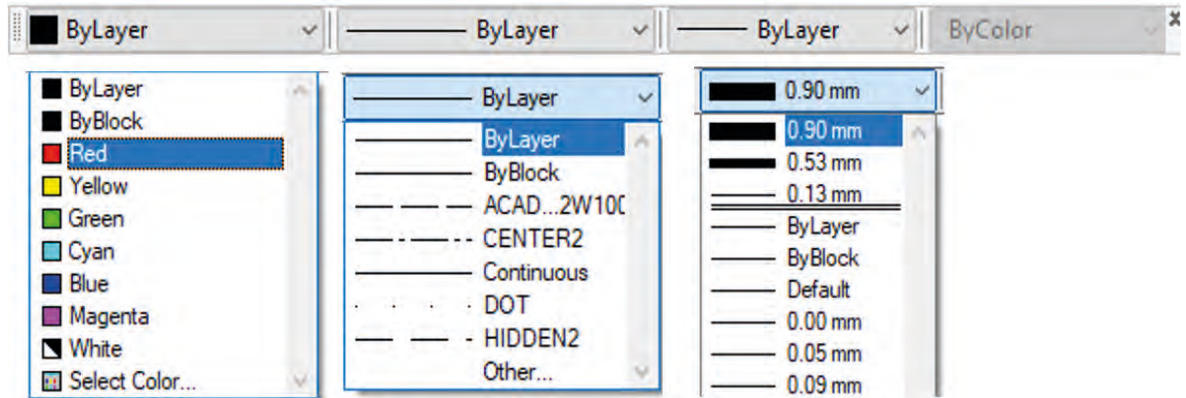 ByLayer
ByLayer
ByLayer
ByColor
ByLayer
ByBlock
Red
Yellow
Green
Cyan
Blue
Magenta
White
Select Color...
ByLayer
ByLayer
ByBlock
ACAD...2W100
CENTER2
Continuous
DOT
HIDDEN2
Other...
0.90 mm
0.90 mm
0.53 mm
0.13 mm
ByLayer
ByBlock
Default
0.00 mm
0.05 mm
0.09 mm